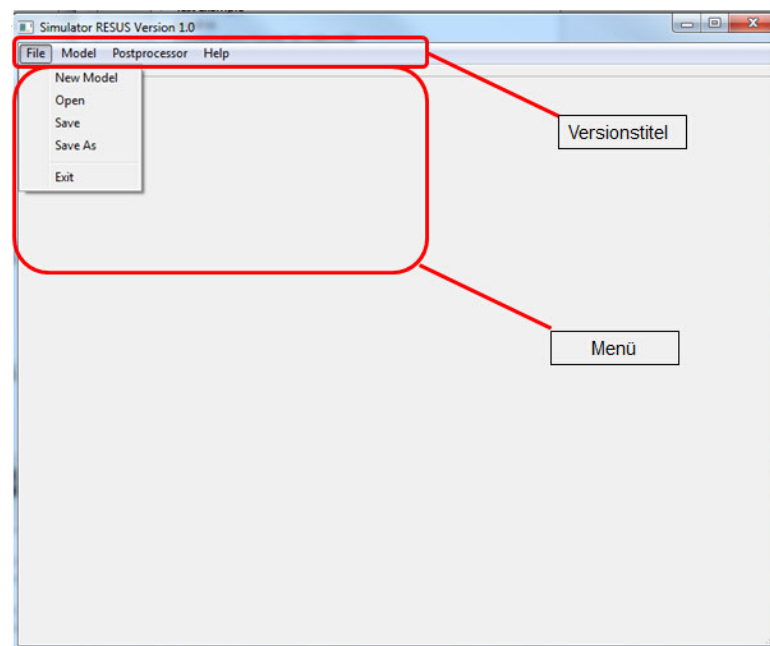 Simulator RESUS Version 1.0
File Model Postprocessor Help
New Model
Open
Save
Save As
Exit
Versionstitel
Menü